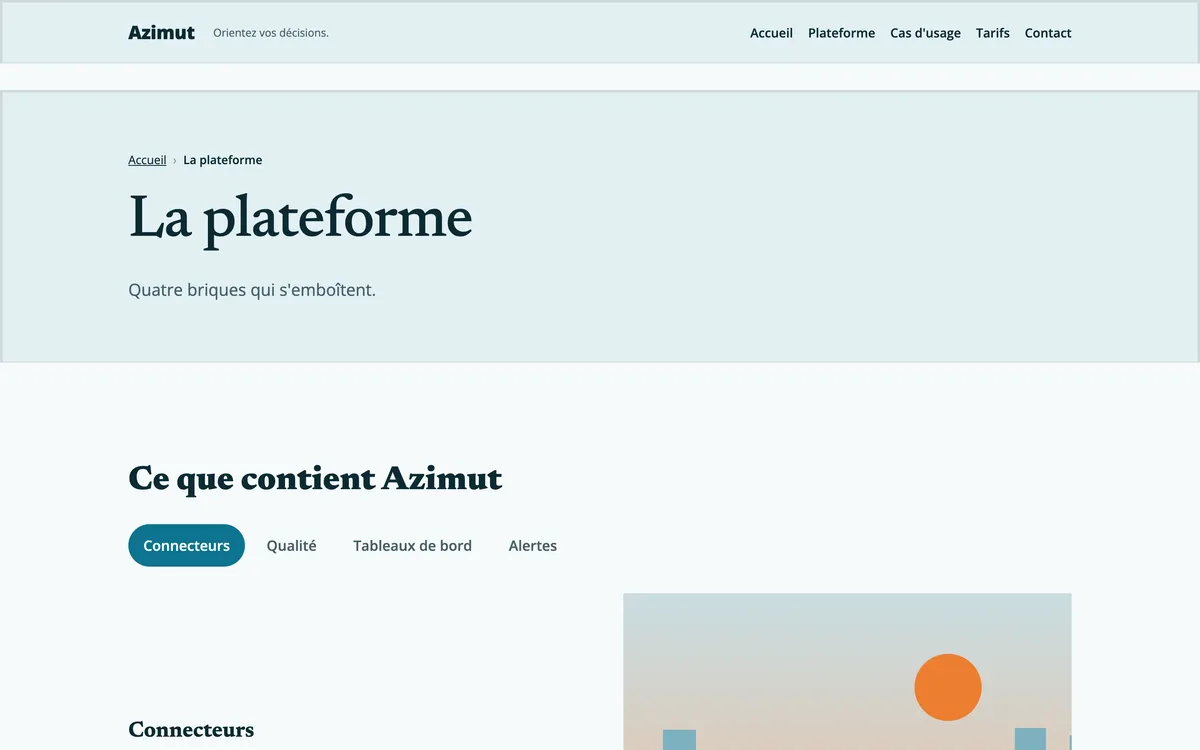 Azimut Orientez vos décisions. Accueil Plateforme Cas d'usage Tarifs Contact
Accueil › La plateforme
La plateforme
Quatre briques qui s'emboîtent.
Ce que contient Azimut
Connecteurs Qualité Tableaux de bord Alertes
Connecteurs